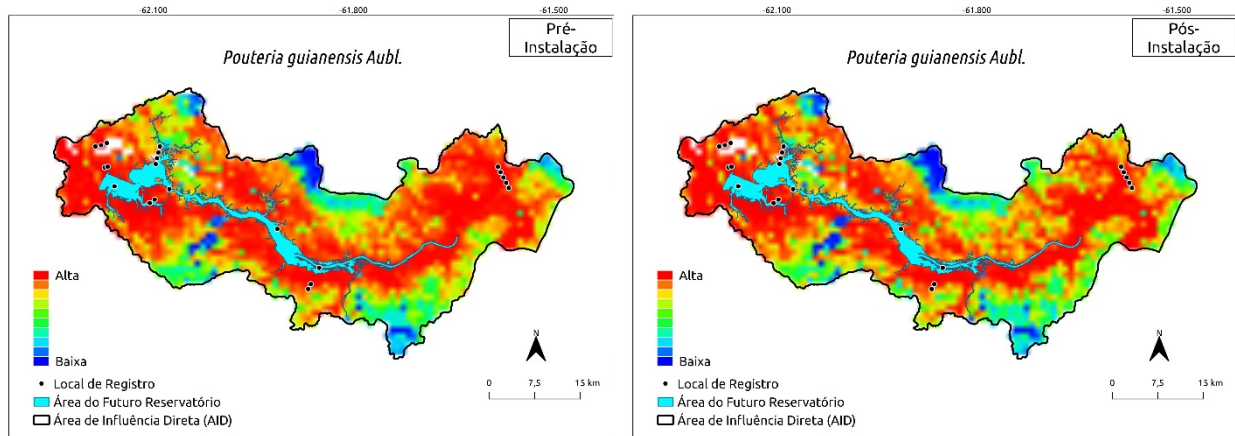 -62.100 -61.800 -61.500
Pré-
Instalação
Pouteria guianensis Aubl.
Alta
Baixa
Local de Registro
Área do Futuro Reservatório
Área de Influência Direta (AID)
N
0 7,5 15 km
-62.100 -61.800 -61.500
Pós-
Instalação
Pouteria guianensis Aubl.
Alta
Baixa
Local de Registro
Área do Futuro Reservatório
Área de Influência Direta (AID)
N
0 7,5 15 km